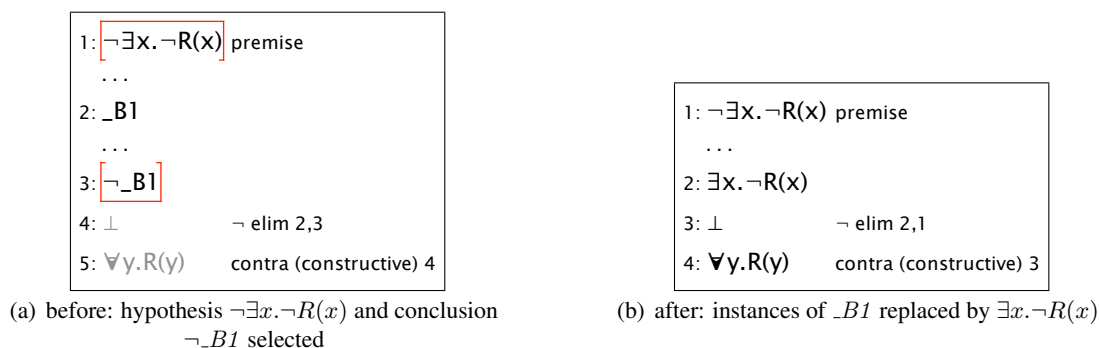 1: ¬∃x.¬R(x) premise
...
2: _B1
...
3: ¬_B1
4: ⊥ ¬ elim 2,3
5: ∀y.R(y) contra (constructive) 4
(a) before: hypothesis ¬∃x.¬R(x) and conclusion
¬_B1 selected
1: ¬∃x.¬R(x) premise
...
2: ∃x.¬R(x)
3: ⊥ ¬ elim 2,1
4: ∀y.R(y) contra (constructive) 3
(b) after: instances of _B1 replaced by ∃x.¬R(x)